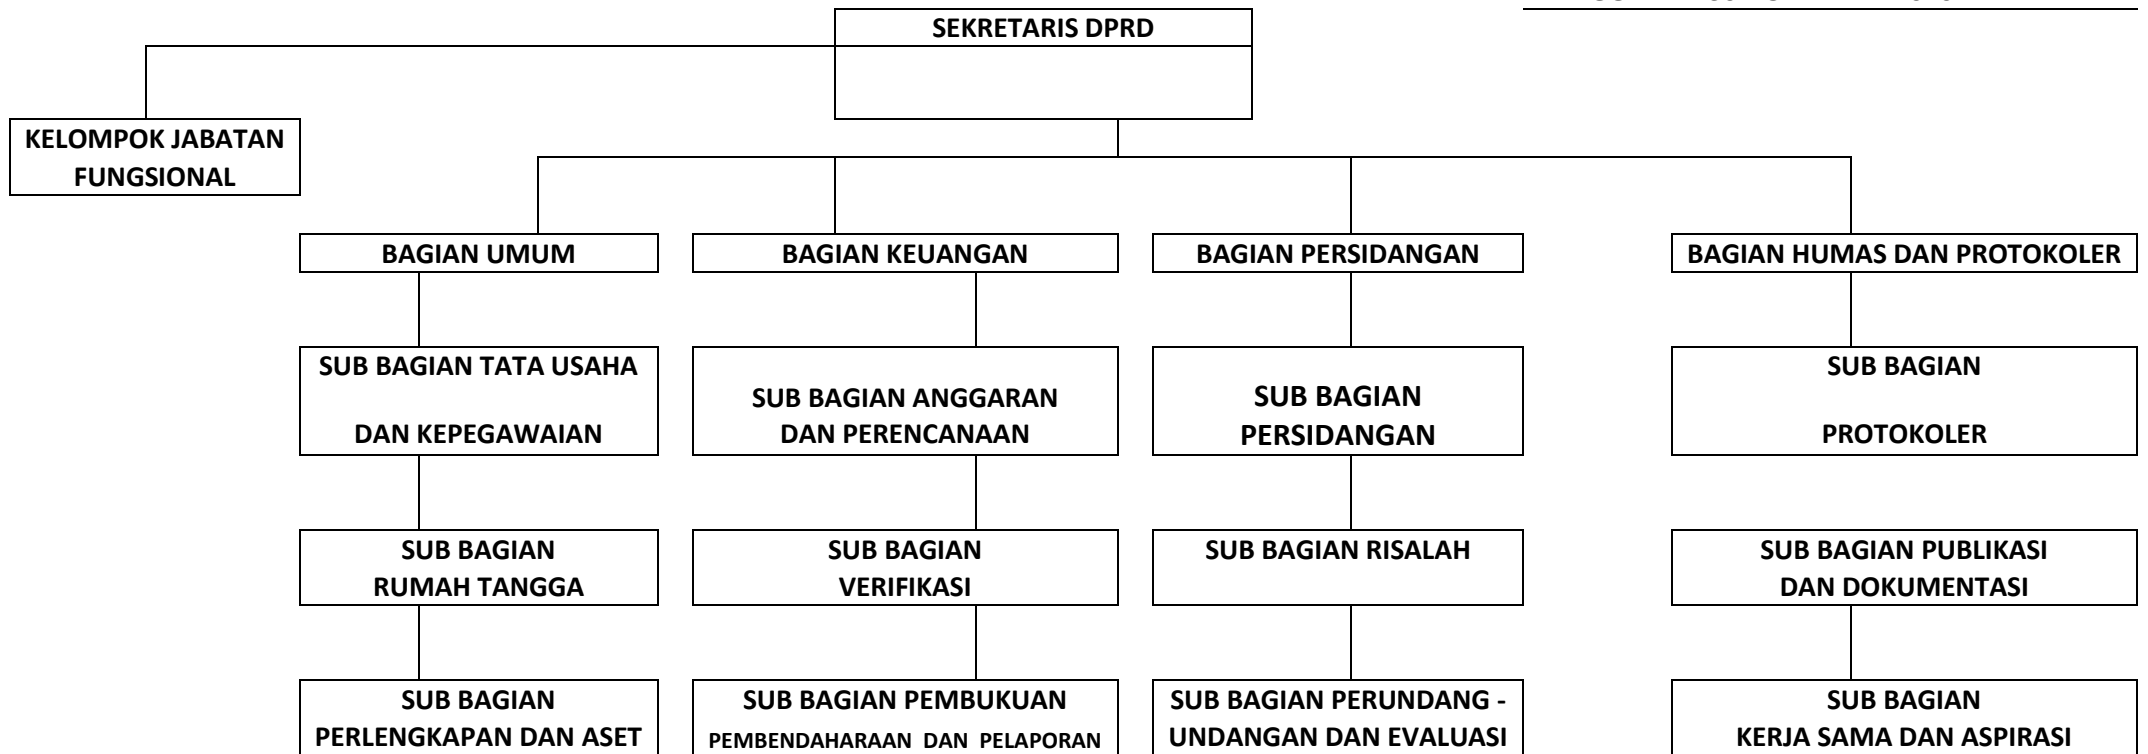 SEKRETARIS DPRD
KELOMPOK JABATAN
FUNGSIONAL
BAGIAN UMUM
BAGIAN KEUANGAN
BAGIAN PERSIDANGAN
BAGIAN HUMAS DAN PROTOKOLER
SUB BAGIAN TATA USAHA
DAN KEPEGAWAIAN
SUB BAGIAN ANGGARAN
DAN PERENCANAAN
SUB BAGIAN
PERSIDANGAN
SUB BAGIAN
PROTOKOLER
SUB BAGIAN
RUMAH TANGGA
SUB BAGIAN
VERIFIKASI
SUB BAGIAN RISALAH
SUB BAGIAN PUBLIKASI
DAN DOKUMENTASI
SUB BAGIAN
PERLENGKAPAN DAN ASET
SUB BAGIAN PEMBUKUAN
PEMBENDAHARAAN DAN PELAPORAN
SUB BAGIAN PERUNDANG -
UNDANGAN DAN EVALUASI
SUB BAGIAN
KERJA SAMA DAN ASPIRASI